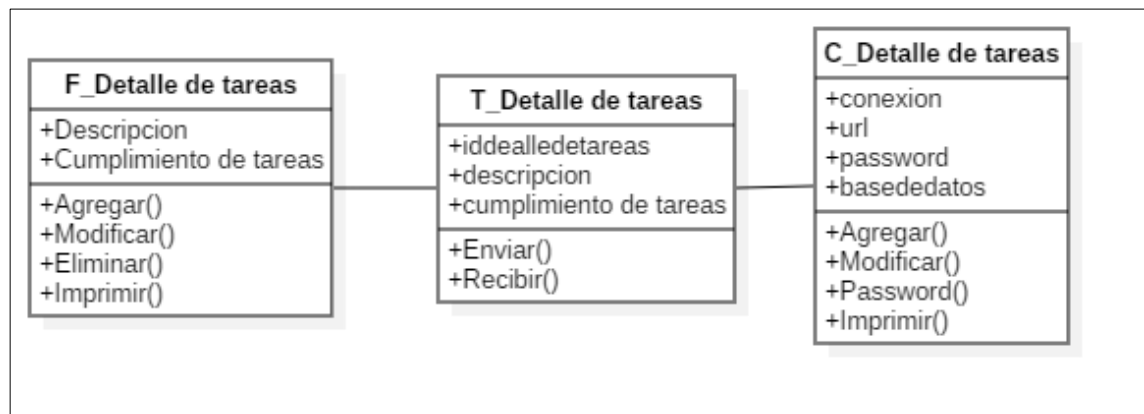 F_Detalle de tareas
+Descripcion
+Cumplimiento de tareas
+Agregar()
+Modificar()
+Eliminar()
+Imprimir()
T_Detalle de tareas
+iddealledetareas
+descripcion
+cumplimiento de tareas
+Enviar()
+Recibir()
C_Detalle de tareas
+conexion
+url
+password
+basededatos
+Agregar()
+Modificar()
+Password()
+Imprimir()